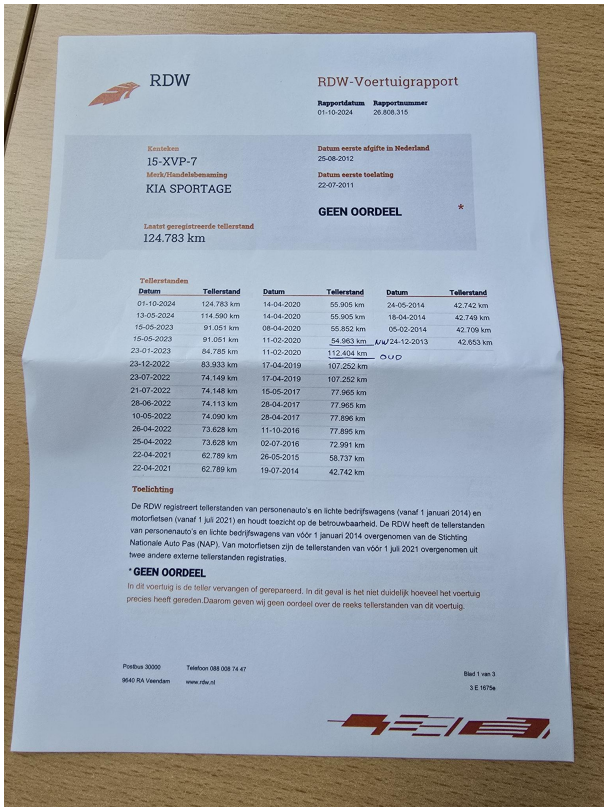 RDW
RDW-Voertuigrapport
Rapportdatum Rapportnummer
01-10-2024 26.808.315
Kenteken
15-XVP-7
Merk/Handelsbenaming
KIA SPORTAGE
Datum eerste afgifte in Nederland
25-08-2012
Datum eerste toelating
22-07-2011
GEEN OORDEEL *
Laatst geregistreerde tellerstand
124.783 km
Tellerstanden
Datum Tellerstand Datum Tellerstand Datum Tellerstand
01-10-2024 124.783 km 14-04-2020 55.905 km 24-05-2014 42.742 km
13-05-2024 114.590 km 14-04-2020 55.905 km 18-04-2014 42.749 km
15-05-2023 91.051 km 08-04-2020 55.852 km 05-02-2014 42.709 km
15-05-2023 91.051 km 11-02-2020 54.963 km NW 24-12-2013 42.653 km
23-01-2023 84.785 km 11-02-2020 112.404 km OUD
23-12-2022 83.933 km 17-04-2019 107.252 km
23-07-2022 74.149 km 17-04-2019 107.252 km
21-07-2022 74.148 km 15-05-2017 77.965 km
28-06-2022 74.113 km 28-04-2017 77.965 km
10-05-2022 74.090 km 28-04-2017 77.896 km
26-04-2022 73.628 km 11-10-2016 77.895 km
25-04-2022 73.628 km 02-07-2016 72.991 km
22-04-2021 62.789 km 26-05-2015 58.737 km
22-04-2021 62.789 km 19-07-2014 42.742 km
Toelichting
De RDW registreert tellerstanden van personenauto's en lichte bedrijfswagens (vanaf 1 januari 2014) en
motorfietsen (vanaf 1 juli 2021) en houdt toezicht op de betrouwbaarheid. De RDW heeft de tellerstanden
van personenauto's en lichte bedrijfswagens van vóór 1 januari 2014 overgenomen van de Stichting
Nationale Auto Pas (NAP). Van motorfietsen zijn de tellerstanden van vóór 1 juli 2021 overgenomen uit
twee andere externe tellerstanden registraties.
* GEEN OORDEEL
In dit voertuig is de teller vervangen of gerepareerd. In dit geval is het niet duidelijk hoeveel het voertuig
precies heeft gereden.Daarom geven wij geen oordeel over de reeks tellerstanden van dit voertuig.
Postbus 30000 Telefoon 088 008 74 47
9640 RA Veendam www.rdw.nl
Blad 1 van 3
3 E 1675e